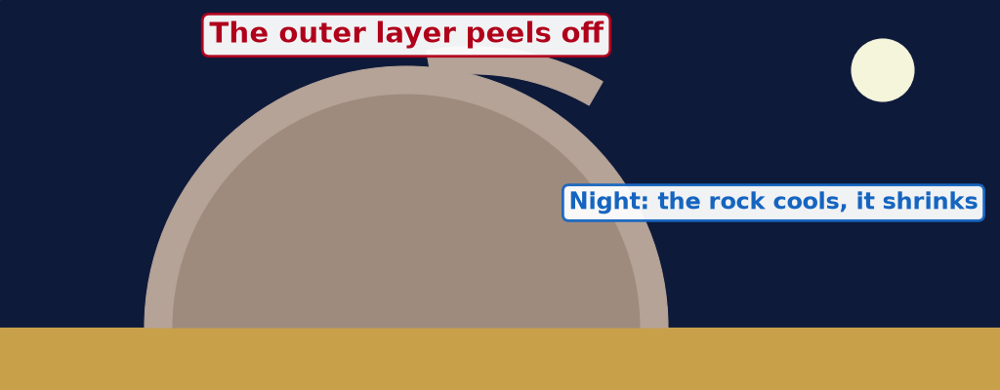 The outer layer peels off
Night: the rock cools, it shrinks